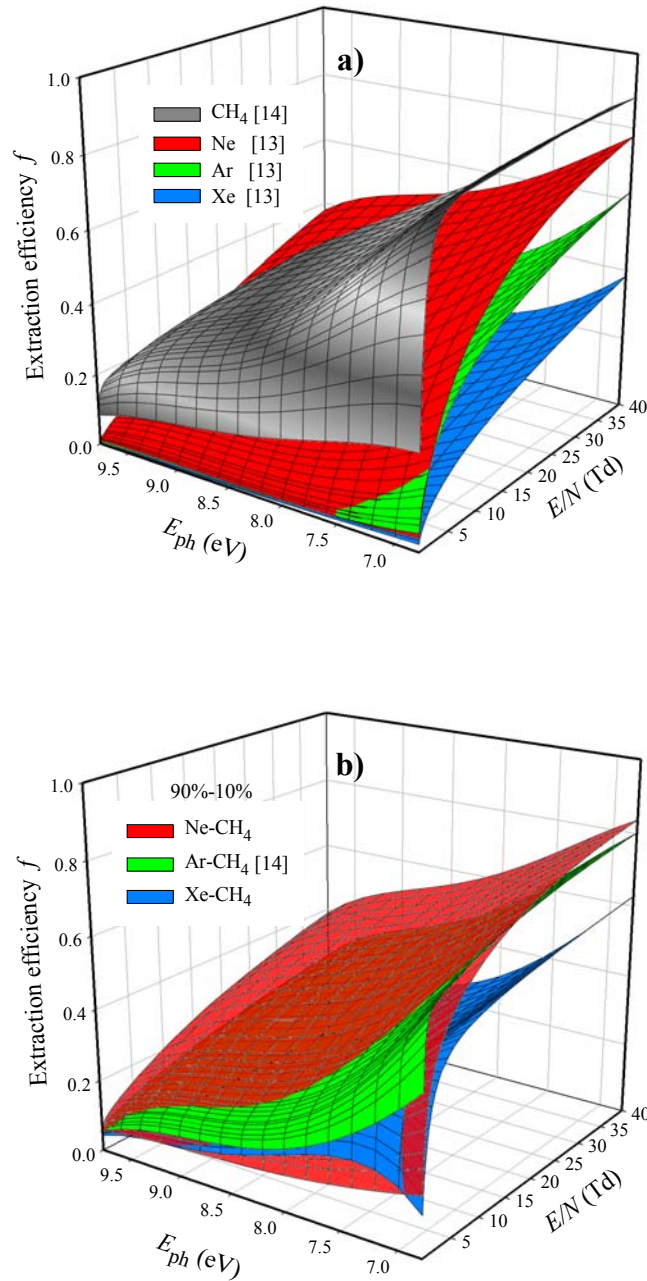 a)
1.0
CH4 [14]
Ne [13]
Ar [13]
Xe [13]
0.8
0.6
0.4
0.2
0.0
Extraction efficiency f
9.5
9.0
8.5
8.0
7.5
7.0
Eph (eV)
5
10
15
20
25
30
35
40
E/N (Td)
b)
1.0
90%-10%
Ne-CH4
Ar-CH4 [14]
Xe-CH4
0.8
0.6
0.4
0.2
0.0
Extraction efficiency f
9.5
9.0
8.5
8.0
7.5
7.0
Eph (eV)
5
10
15
20
25
30
35
40
E/N (Td)